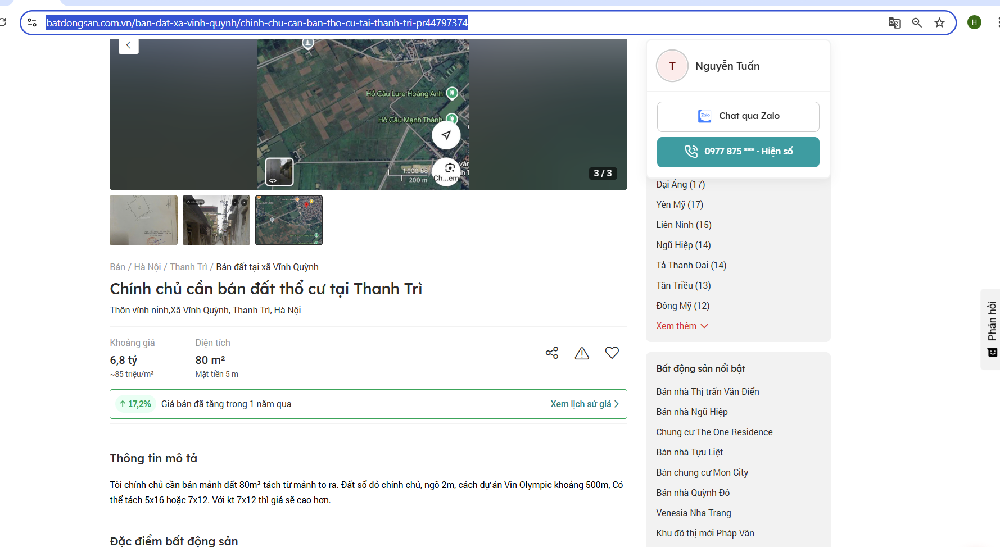 batdongsan.com.vn/ban-dat-xa-vinh-quynh/chinh-chu-can-ban-tho-cu-tai-thanh-tri-pr44797374
H
Hồ Câu Lure Hoàng Anh
Hồ Câu Mạnh Thành
1.000 bộ
200 m
Ch...em
3 / 3
T
Nguyễn Tuấn
Zalo
Chat qua Zalo
0977 875 *** · Hiện số
Đại Áng (17)
Yên Mỹ (17)
Liên Ninh (15)
Ngũ Hiệp (14)
Tả Thanh Oai (14)
Tân Triều (13)
Đông Mỹ (12)
Xem thêm
Bán / Hà Nội / Thanh Trì / Bán đất tại xã Vĩnh Quỳnh
Chính chủ cần bán đất thổ cư tại Thanh Trì
Thôn vĩnh ninh,Xã Vĩnh Quỳnh, Thanh Trì, Hà Nội
Khoảng giá
6,8 tỷ
~85 triệu/m²
Diện tích
80 m²
Mặt tiền 5 m
17,2% Giá bán đã tăng trong 1 năm qua
Xem lịch sử giá
Thông tin mô tả
Tôi chính chủ cần bán mảnh đất 80m² tách từ mảnh to ra. Đất sổ đỏ chính chủ, ngõ 2m, cách dự án Vin Olympic khoảng 500m, Có
thể tách 5x16 hoặc 7x12. Với kt 7x12 thì giá sẽ cao hơn.
Đặc điểm bất động sản
Bất động sản nổi bật
Bán nhà Thị trấn Văn Điển
Bán nhà Ngũ Hiệp
Chung cư The One Residence
Bán nhà Tựu Liệt
Bán chung cư Mon City
Bán nhà Quỳnh Đô
Venesia Nha Trang
Khu đô thị mới Pháp Vân
Phản hồi